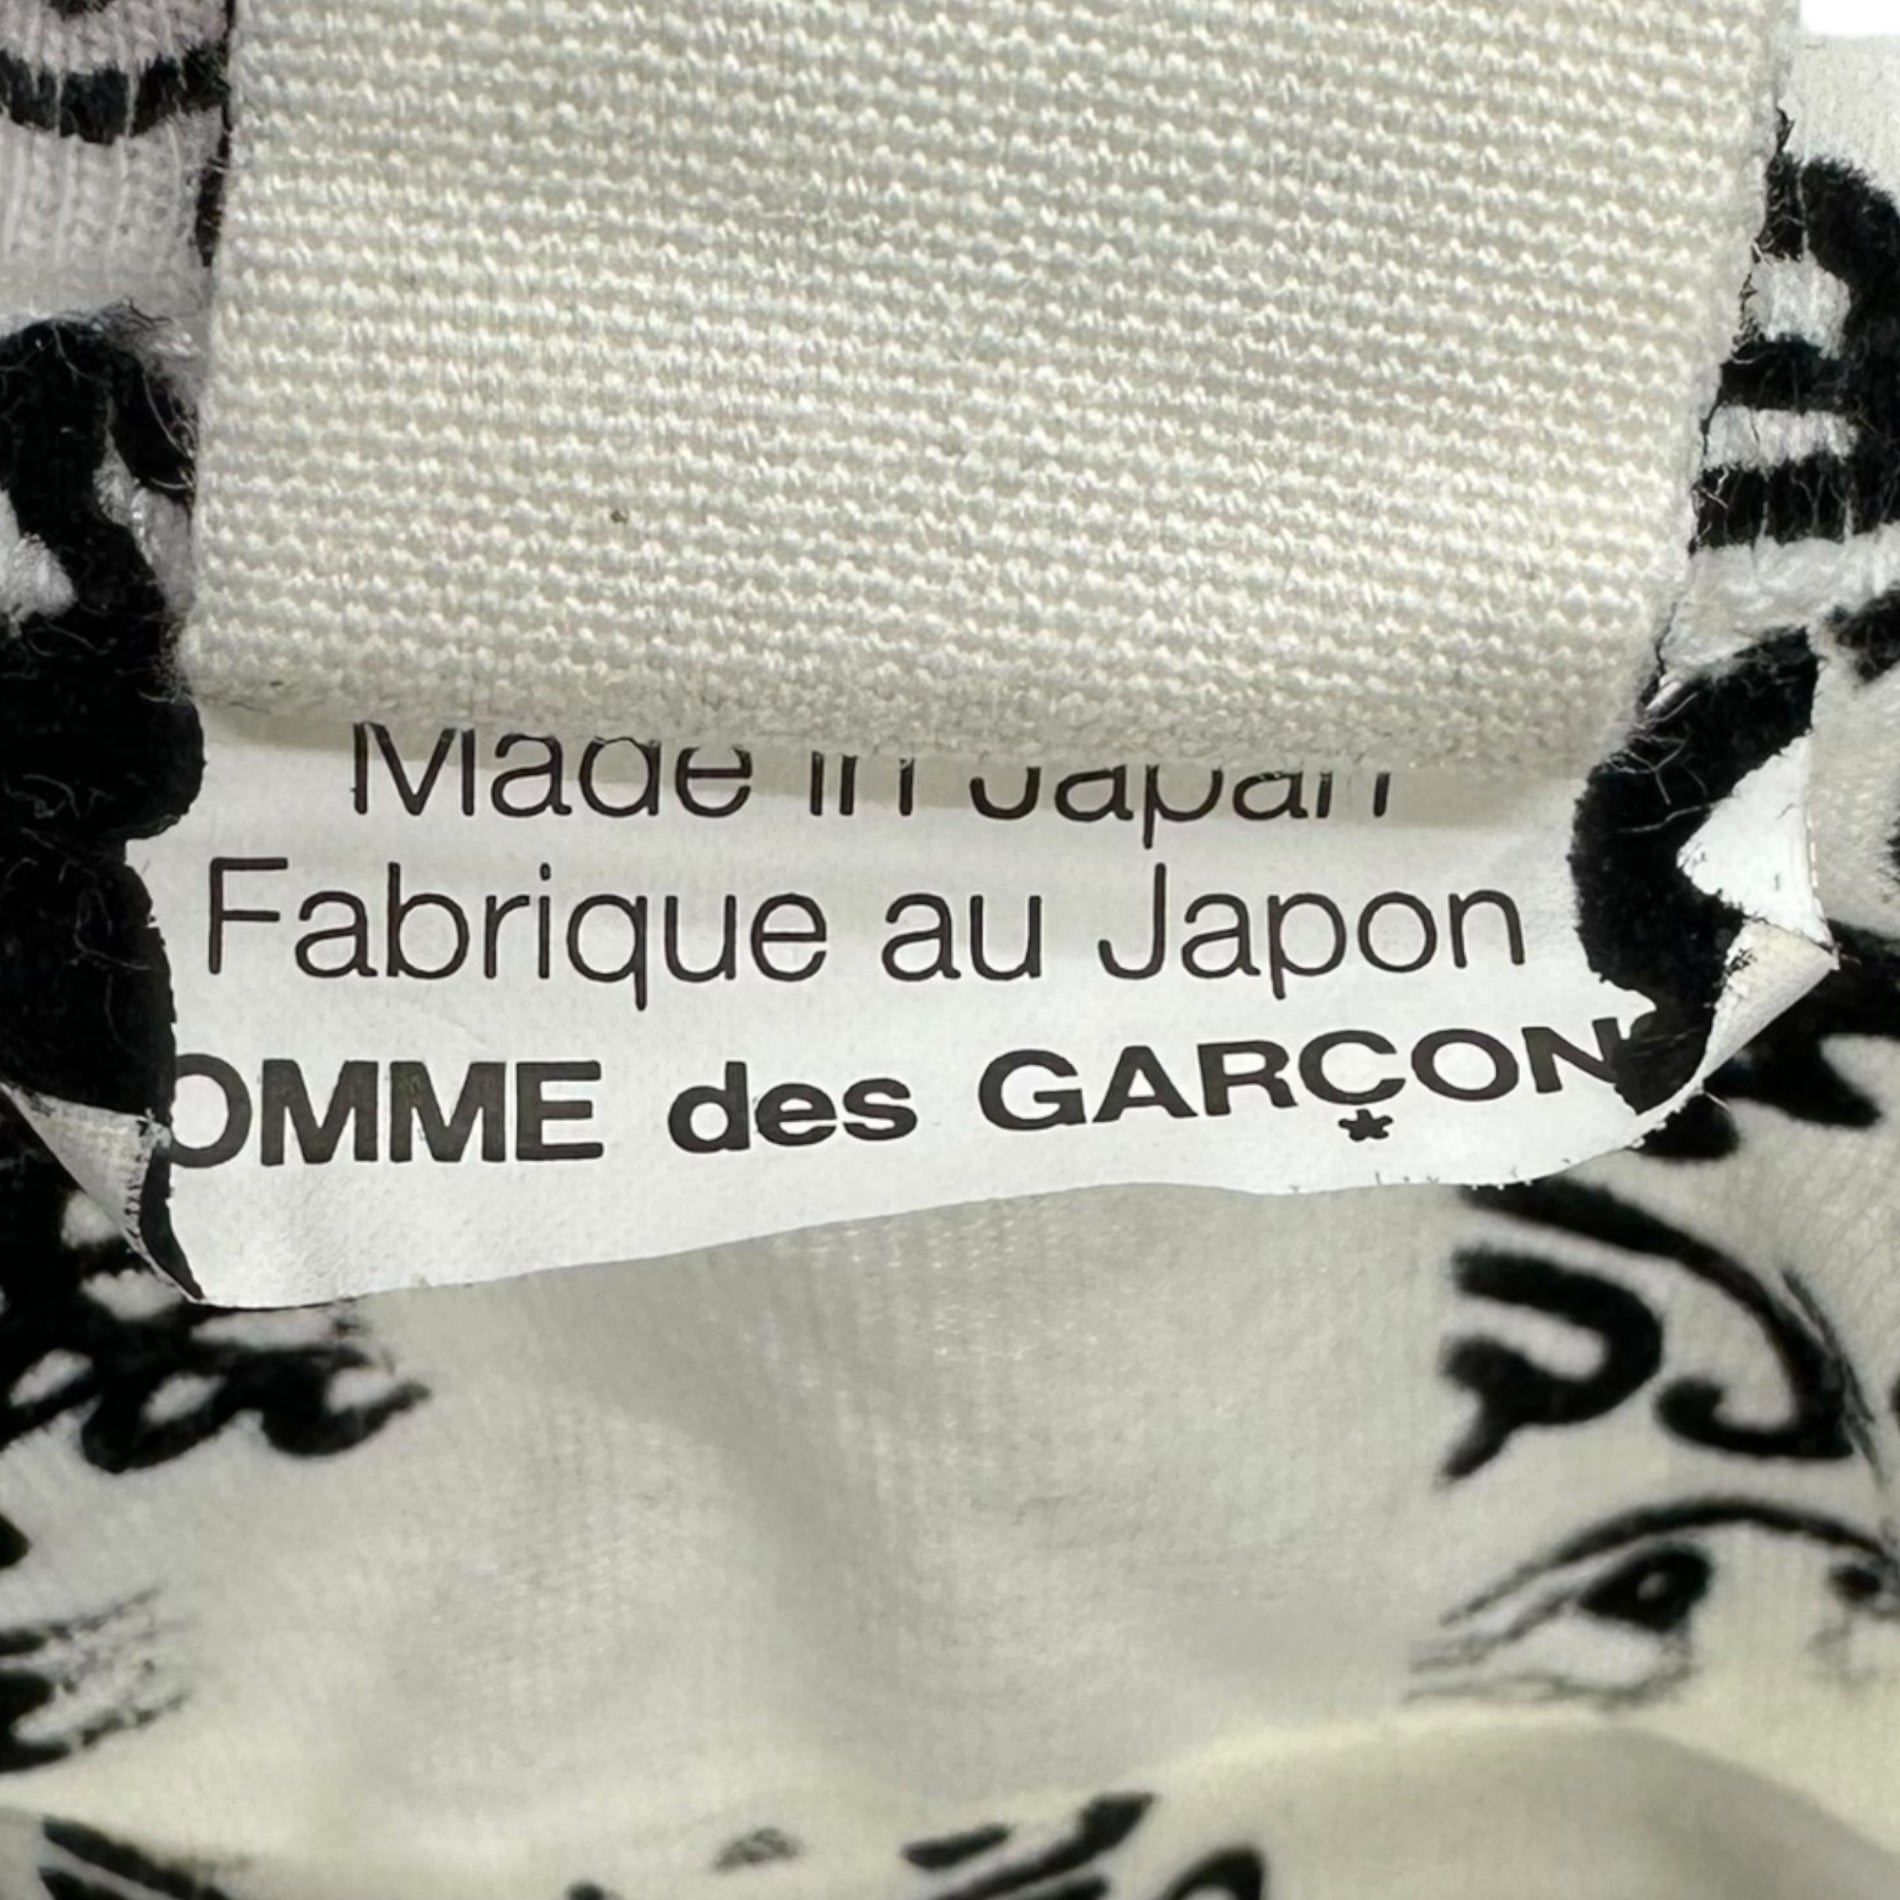 Made in Japan
Fabrique au Japon
OMME des GARÇON